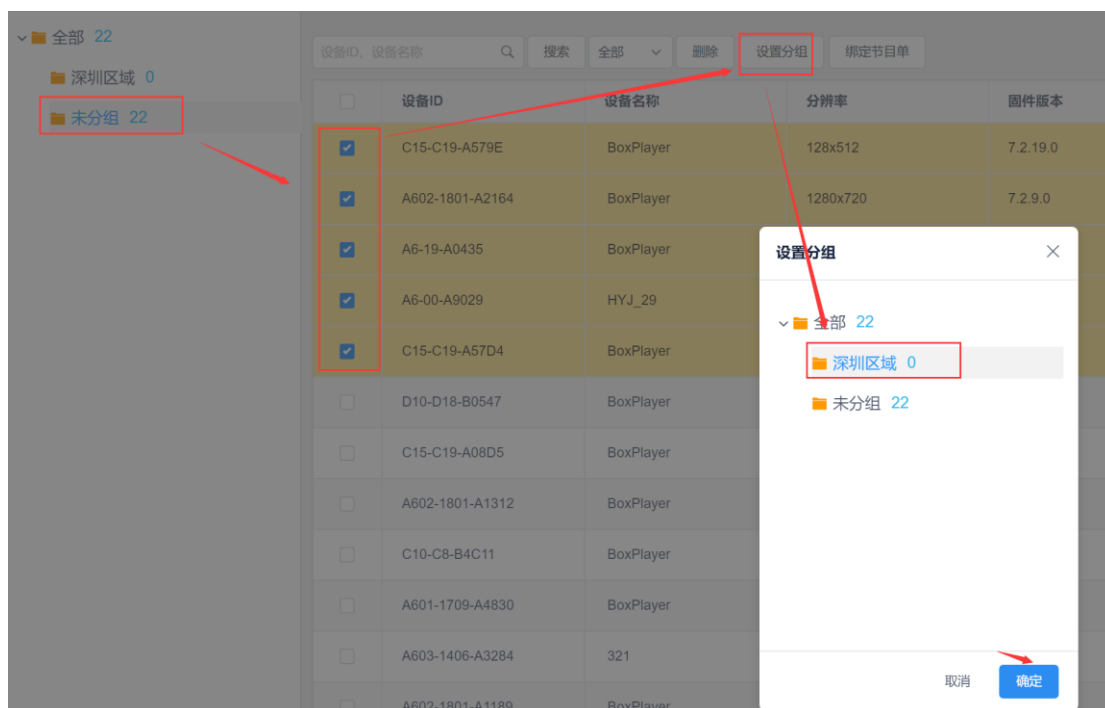 全部 22
深圳区域 0
未分组 22
设备ID，设备名称 搜索 全部 删除 设置分组 绑定节目单
设备ID 设备名称 分辨率 固件版本
C15-C19-A579E BoxPlayer 128x512 7.2.19.0
A602-1801-A2164 BoxPlayer 1280x720 7.2.9.0
A6-19-A0435 BoxPlayer
A6-00-A9029 HYJ_29
C15-C19-A57D4 BoxPlayer
D10-D18-B0547 BoxPlayer
C15-C19-A08D5 BoxPlayer
A602-1801-A1312 BoxPlayer
C10-C8-B4C11 BoxPlayer
A601-1709-A4830 BoxPlayer
A603-1406-A3284 321
A602-1801-A1189 BoxPlayer
设置分组
全部 22
深圳区域 0
未分组 22
取消 确定